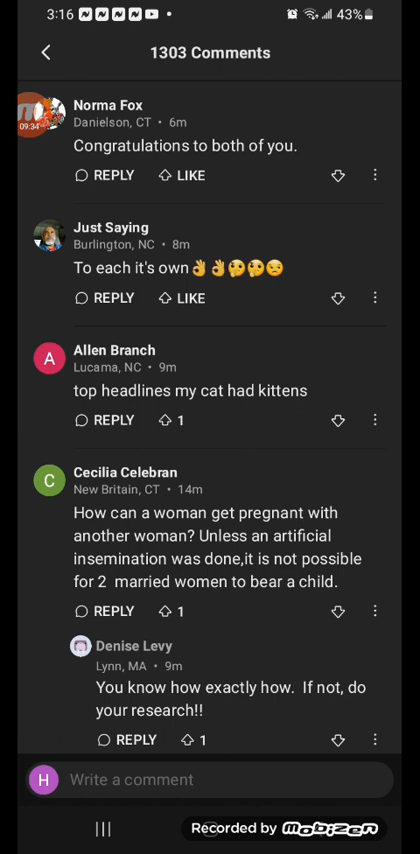 3:16
43%
1303 Comments
09:34
Norma Fox
Danielson, CT • 6m
Congratulations to both of you.
REPLY LIKE
Just Saying
Burlington, NC • 8m
To each it's own👌👌🤔🤔😒
REPLY LIKE
A
Allen Branch
Lucama, NC • 9m
top headlines my cat had kittens
REPLY 1
C
Cecilia Celebran
New Britain, CT • 14m
How can a woman get pregnant with
another woman? Unless an artificial
insemination was done,it is not possible
for 2 married women to bear a child.
REPLY 1
Denise Levy
Lynn, MA • 9m
You know how exactly how. If not, do
your research!!
REPLY 1
H Write a comment
Recorded by mobizen